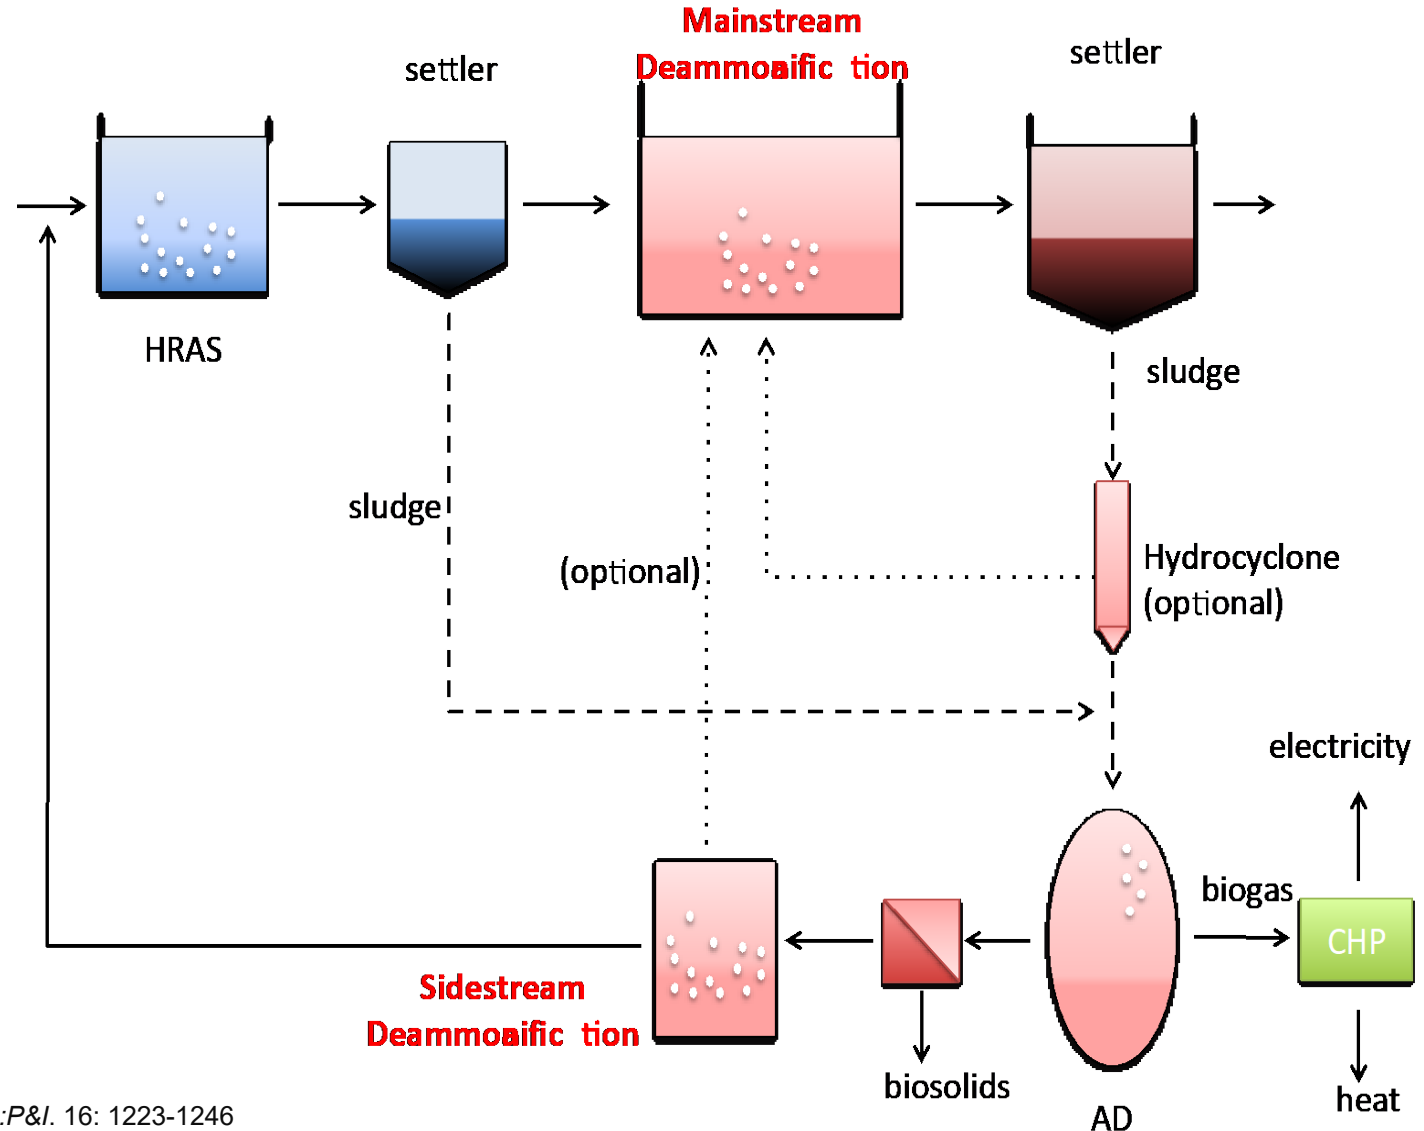 Mainstream
Deammoaific tion
settler
settler
HRAS
sludge
sludge
(optional)
Hydrocyclone
(optional)
electricity
biogas
CHP
Sidestream
Deammoaific tion
biosolids
heat
AD
:P&I. 16: 1223-1246